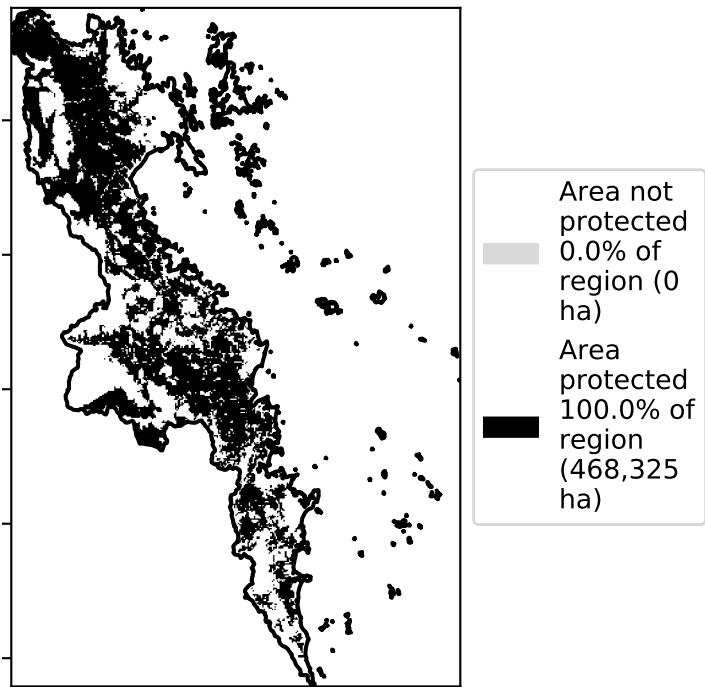 Area not
protected
0.0% of
region (0
ha)
Area
protected
100.0% of
region
(468,325
ha)